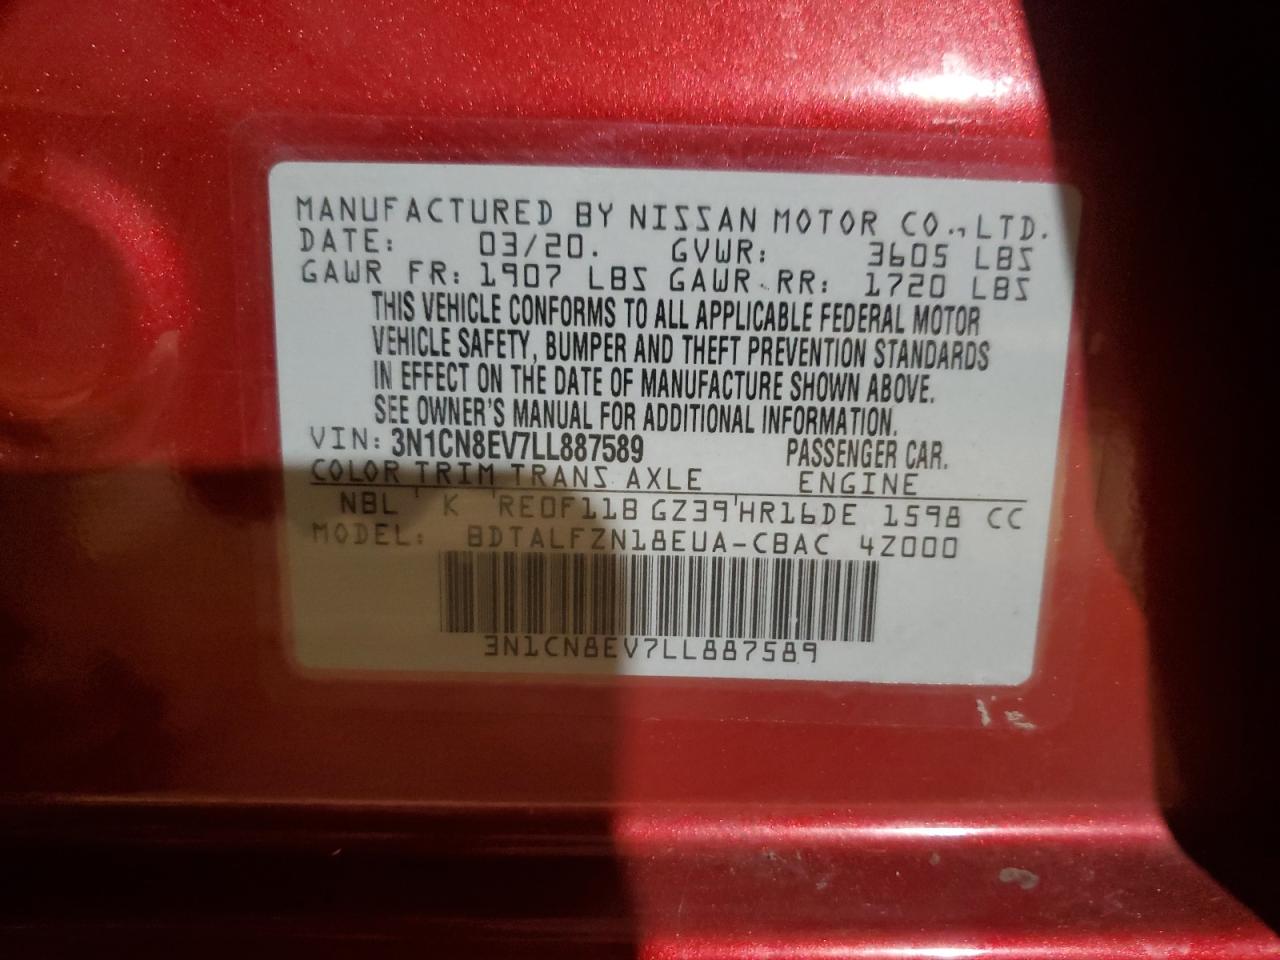 MANUFACTURED BY NISSAN MOTOR CO., LTD.
DATE: 03/20. GVWR: 3605 LBS
GAWR FR: 1907 LBS GAWR RR: 1720 LBS
THIS VEHICLE CONFORMS TO ALL APPLICABLE FEDERAL MOTOR
VEHICLE SAFETY, BUMPER AND THEFT PREVENTION STANDARDS
IN EFFECT ON THE DATE OF MANUFACTURE SHOWN ABOVE.
SEE OWNER'S MANUAL FOR ADDITIONAL INFORMATION.
VIN: 3N1CN8EV7LL887589 PASSENGER CAR.
COLOR TRIM TRANS AXLE ENGINE
NBL K RE0F11B GZ39 HR16DE 1598 CC
MODEL: BDTALFZN18EUA-CBAC 4Z000
3N1CN8EV7LL887589